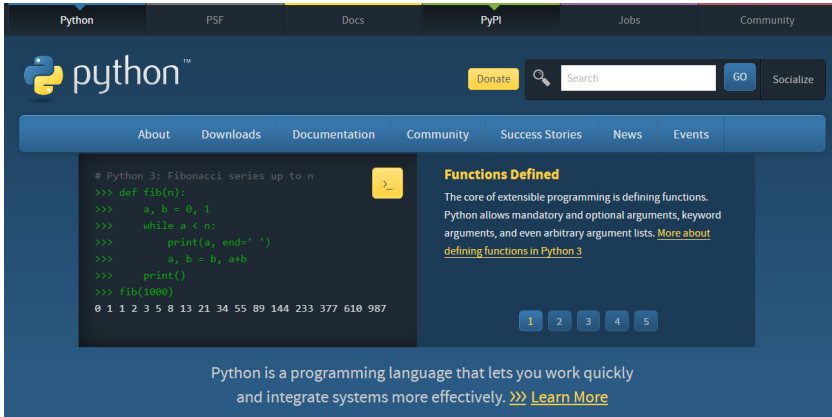 Python PSF Docs PyPI Jobs Community
python™
Donate Search GO Socialize
About Downloads Documentation Community Success Stories News Events
# Python 3: Fibonacci series up to n
>>> def fib(n):
>>>     a, b = 0, 1
>>>     while a < n:
>>>         print(a, end=' ')
>>>         a, b = b, a+b
>>>     print()
>>> fib(1000)
0 1 1 2 3 5 8 13 21 34 55 89 144 233 377 610 987
>_
Functions Defined
The core of extensible programming is defining functions.
Python allows mandatory and optional arguments, keyword
arguments, and even arbitrary argument lists. More about
defining functions in Python 3
1 2 3 4 5
Python is a programming language that lets you work quickly
and integrate systems more effectively. >>> Learn More